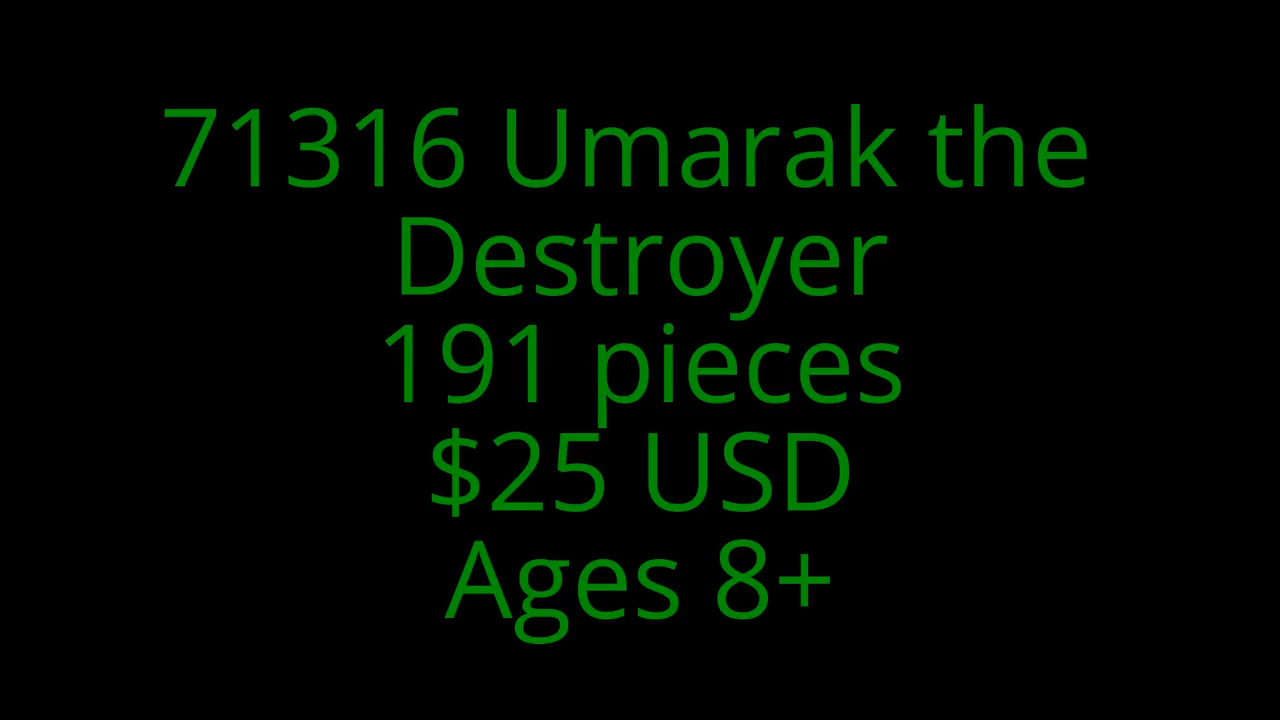 71316 Umarak the
Destroyer
191 pieces
$25 USD
Ages 8+